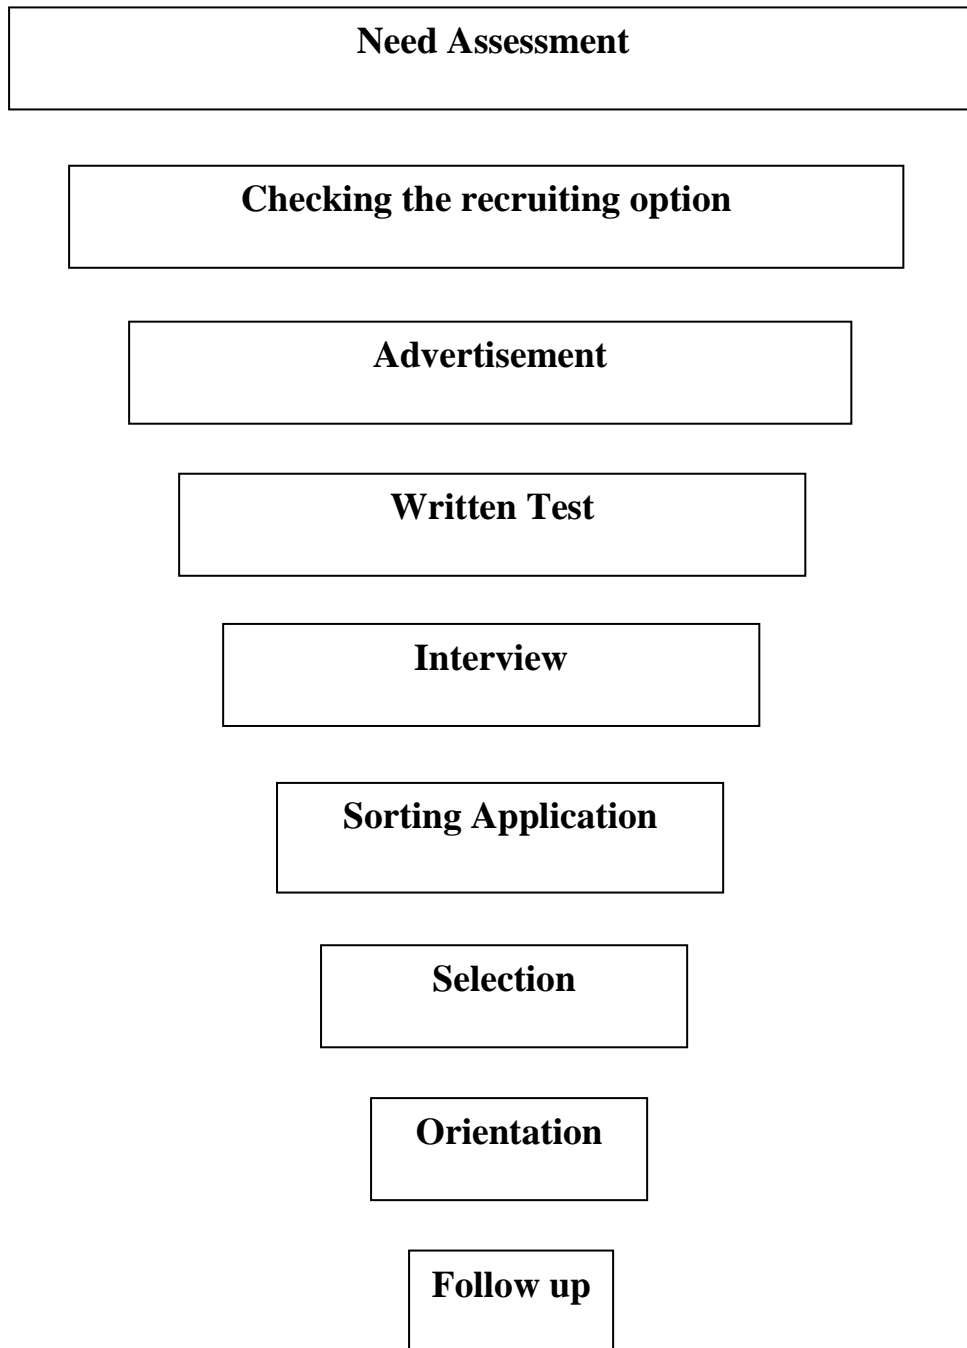 Need Assessment
Checking the recruiting option
Advertisement
Written Test
Interview
Sorting Application
Selection
Orientation
Follow up